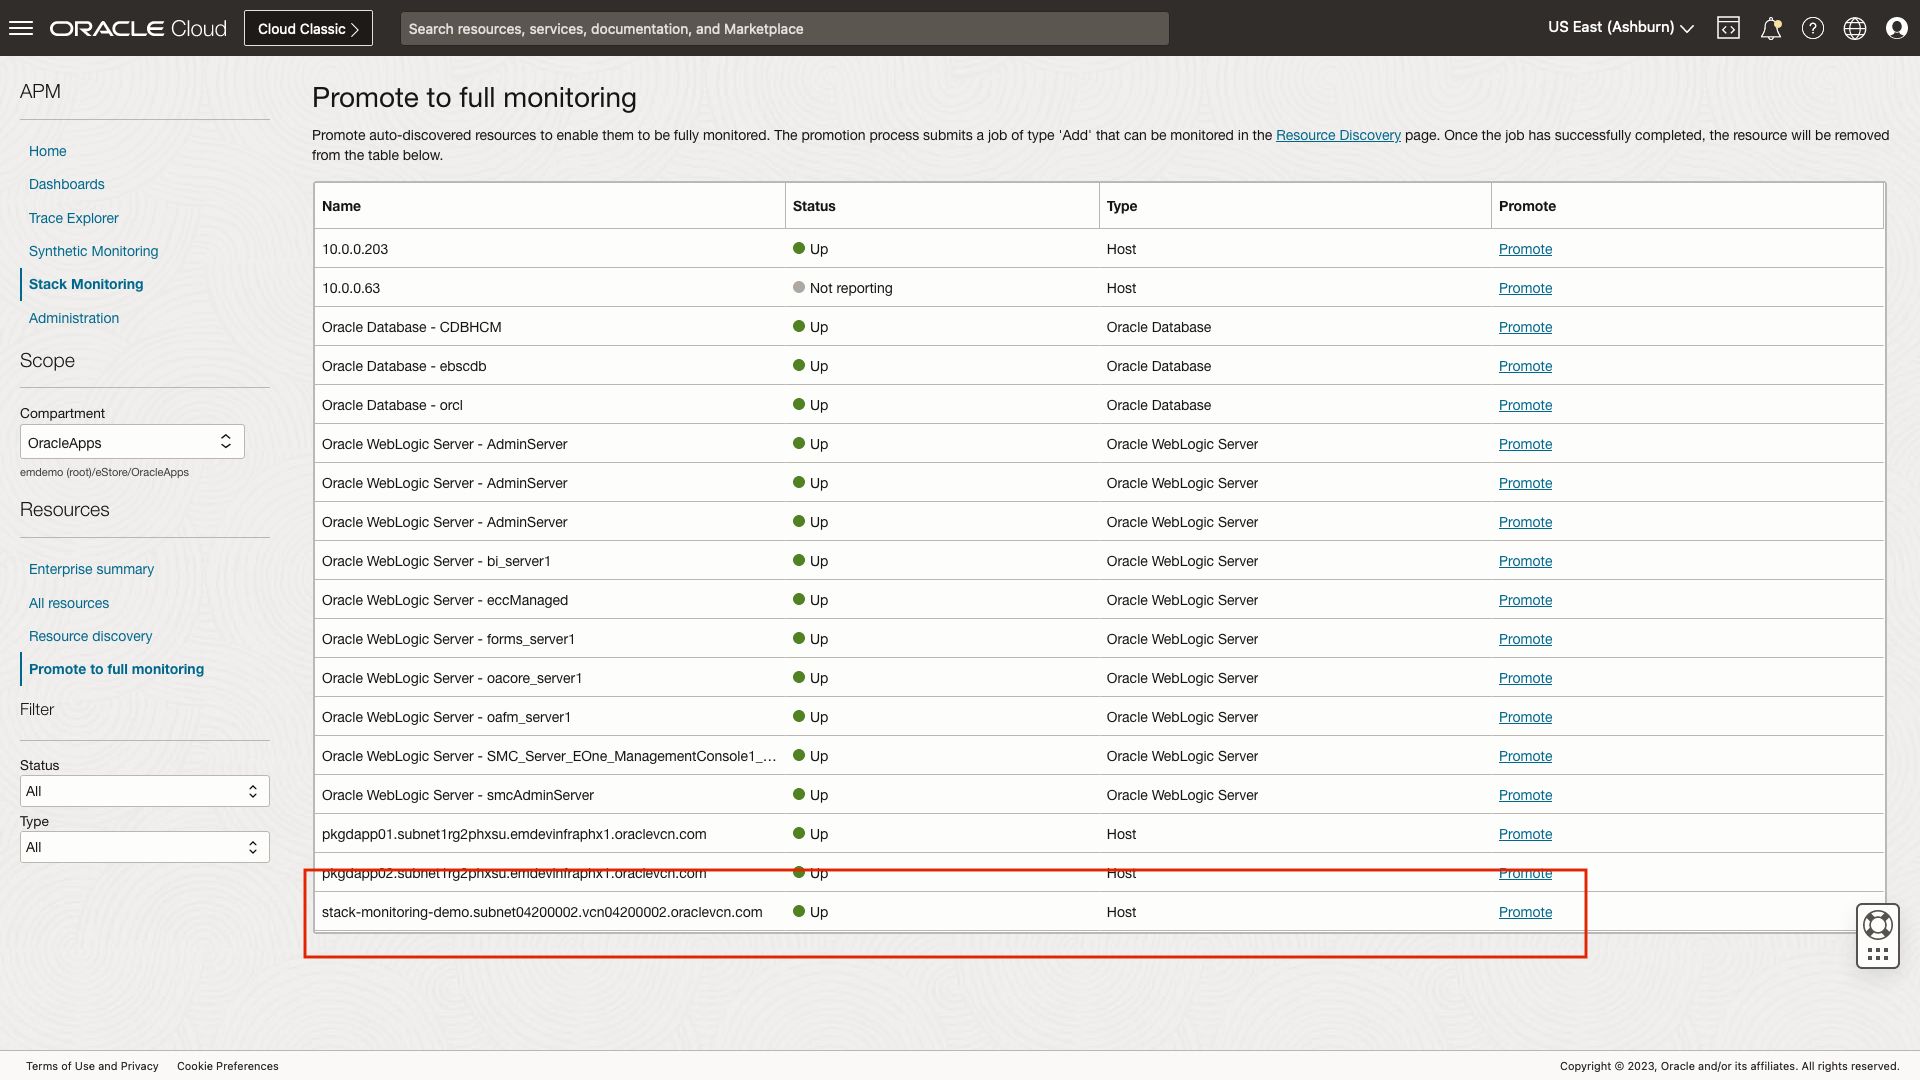 ORACLE Cloud
Cloud Classic
Search resources, services, documentation, and Marketplace
US East (Ashburn)
APM
Home
Dashboards
Trace Explorer
Synthetic Monitoring
Stack Monitoring
Administration
Scope
Compartment
OracleApps
emdemo (root)/eStore/OracleApps
Resources
Enterprise summary
All resources
Resource discovery
Promote to full monitoring
Filter
Status
All
Type
All
Promote to full monitoring
Promote auto-discovered resources to enable them to be fully monitored. The promotion process submits a job of type 'Add' that can be monitored in the Resource Discovery page. Once the job has successfully completed, the resource will be removed
from the table below.
Name Status Type Promote
10.0.0.203 Up Host Promote
10.0.0.63 Not reporting Host Promote
Oracle Database - CDBHCM Up Oracle Database Promote
Oracle Database - ebscdb Up Oracle Database Promote
Oracle Database - orcl Up Oracle Database Promote
Oracle WebLogic Server - AdminServer Up Oracle WebLogic Server Promote
Oracle WebLogic Server - AdminServer Up Oracle WebLogic Server Promote
Oracle WebLogic Server - AdminServer Up Oracle WebLogic Server Promote
Oracle WebLogic Server - bi_server1 Up Oracle WebLogic Server Promote
Oracle WebLogic Server - eccManaged Up Oracle WebLogic Server Promote
Oracle WebLogic Server - forms_server1 Up Oracle WebLogic Server Promote
Oracle WebLogic Server - oacore_server1 Up Oracle WebLogic Server Promote
Oracle WebLogic Server - oafm_server1 Up Oracle WebLogic Server Promote
Oracle WebLogic Server - SMC_Server_EOne_ManagementConsole1_... Up Oracle WebLogic Server Promote
Oracle WebLogic Server - smcAdminServer Up Oracle WebLogic Server Promote
pkgdapp01.subnet1rg2phxsu.emdevinfraphx1.oraclevcn.com Up Host Promote
pkgdapp02.subnet1rg2phxsu.emdevinfraphx1.oraclevcn.com Up Host Promote
stack-monitoring-demo.subnet04200002.vcn04200002.oraclevcn.com Up Host Promote
Terms of Use and Privacy Cookie Preferences
Copyright © 2023, Oracle and/or its affiliates. All rights reserved.